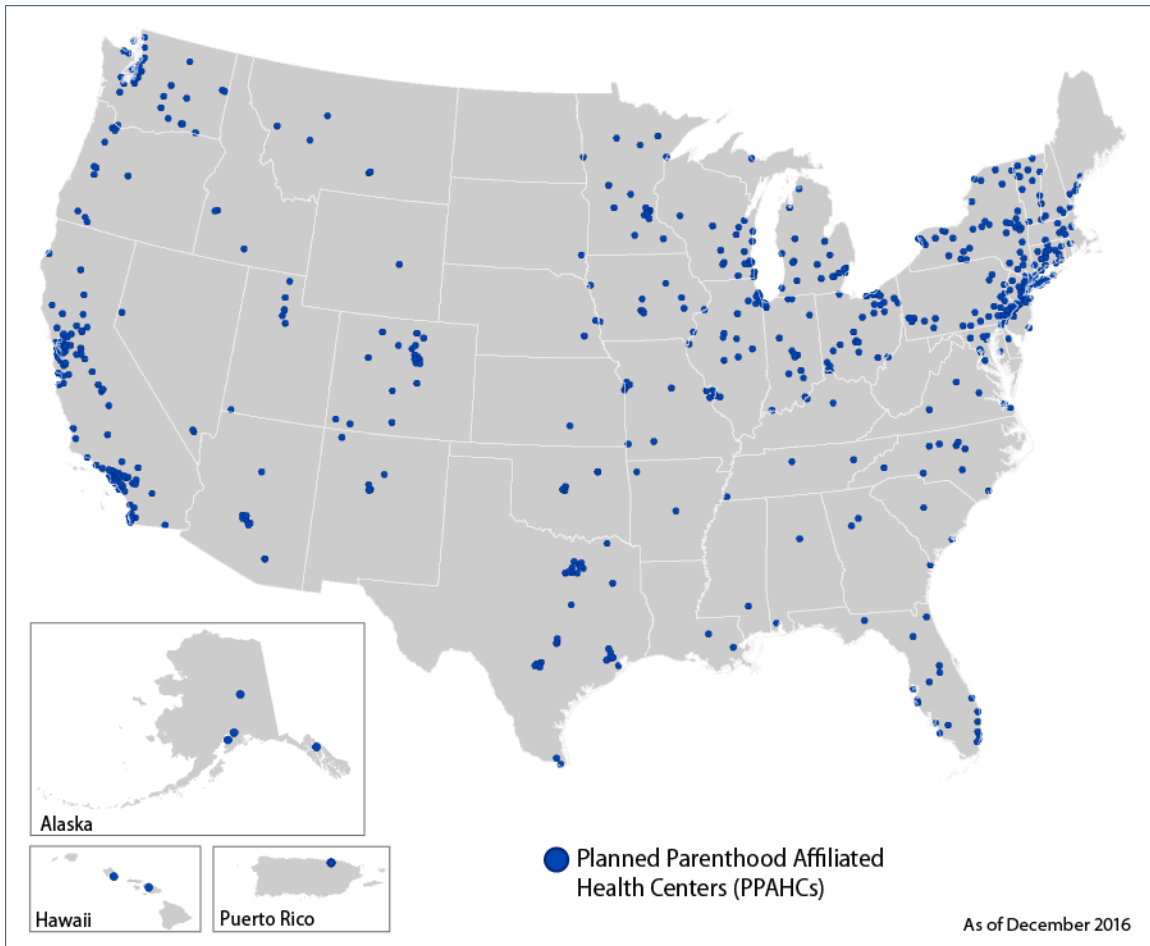 Alaska
Hawaii
Puerto Rico
Planned Parenthood Affiliated
Health Centers (PPAHCs)
As of December 2016